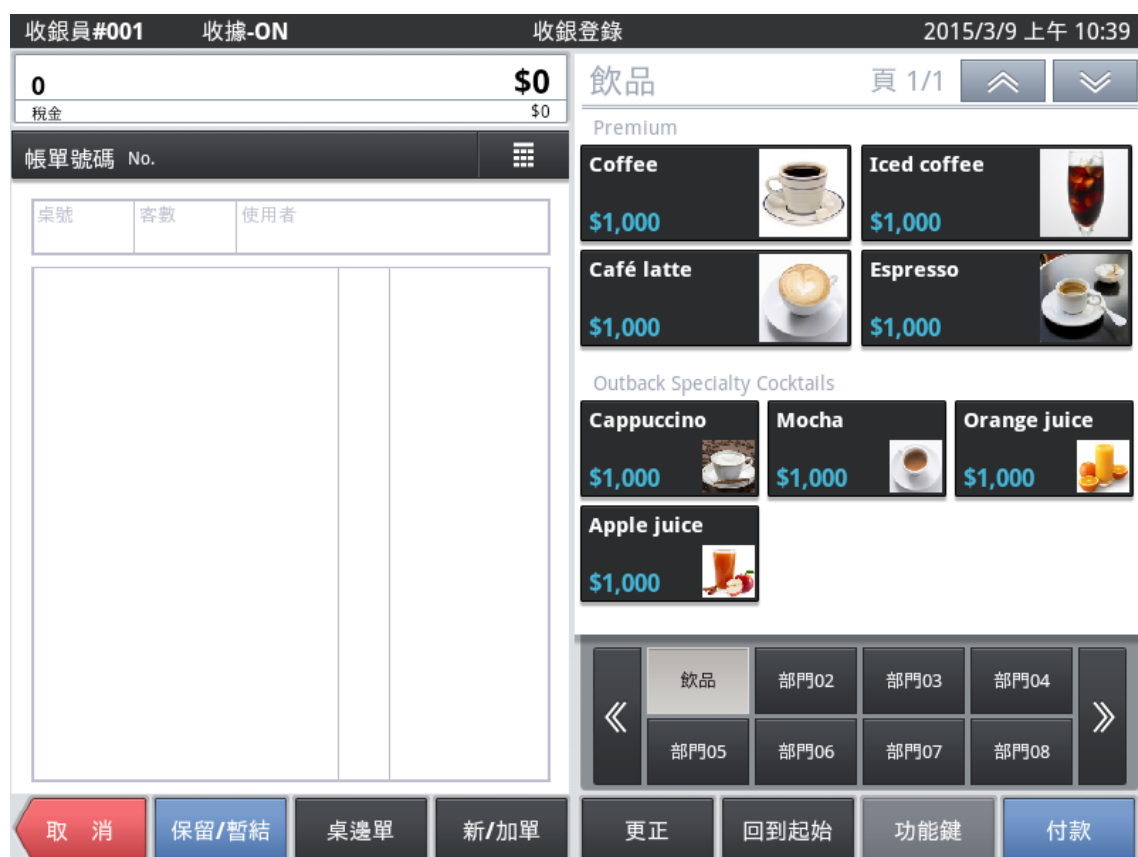 收銀員#001 收據-ON 收銀登錄 2015/3/9 上午 10:39
0 $0
稅金 $0
帳單號碼 No.
桌號 客數 使用者
飲品 頁 1/1
Premium
Coffee
$1,000
Iced coffee
$1,000
Café latte
$1,000
Espresso
$1,000
Outback Specialty Cocktails
Cappuccino
$1,000
Mocha
$1,000
Orange juice
$1,000
Apple juice
$1,000
飲品 部門02 部門03 部門04
部門05 部門06 部門07 部門08
取 消 保留/暫結 桌邊單 新/加單 更正 回到起始 功能鍵 付款